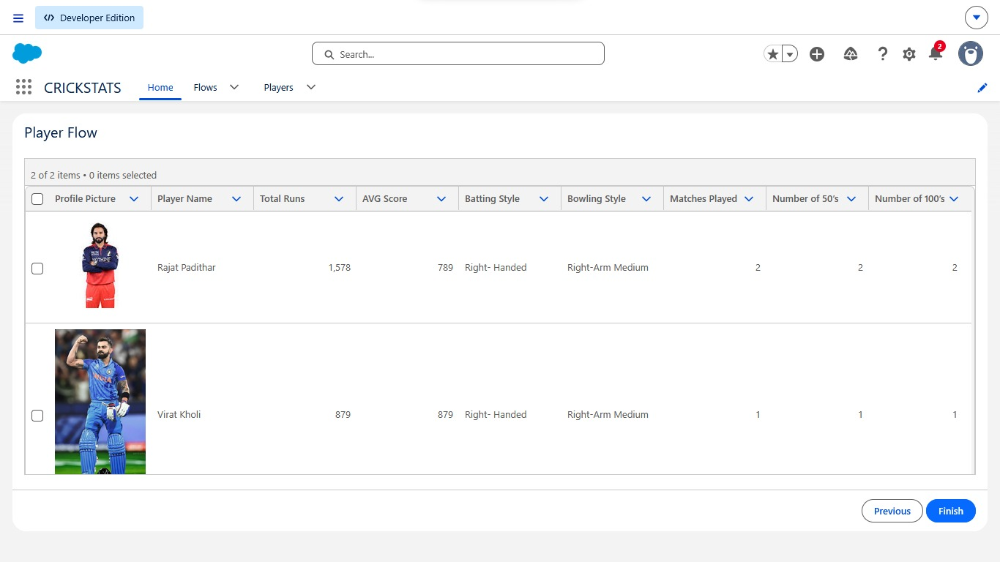 Developer Edition
Search...
2
CRICKSTATS Home Flows Players
Player Flow
2 of 2 items • 0 items selected
Profile Picture Player Name Total Runs AVG Score Batting Style Bowling Style Matches Played Number of 50's Number of 100's
NOTHING
Rajat Padithar 1,578 789 Right- Handed Right-Arm Medium 2 2 2
INDIA
Virat Kholi 879 879 Right- Handed Right-Arm Medium 1 1 1
Previous Finish